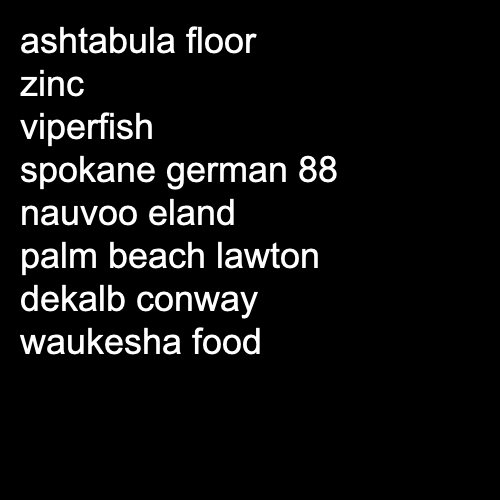 ashtabula floor
zinc
viperfish
spokane german 88
nauvoo eland
palm beach lawton
dekalb conway
waukesha food